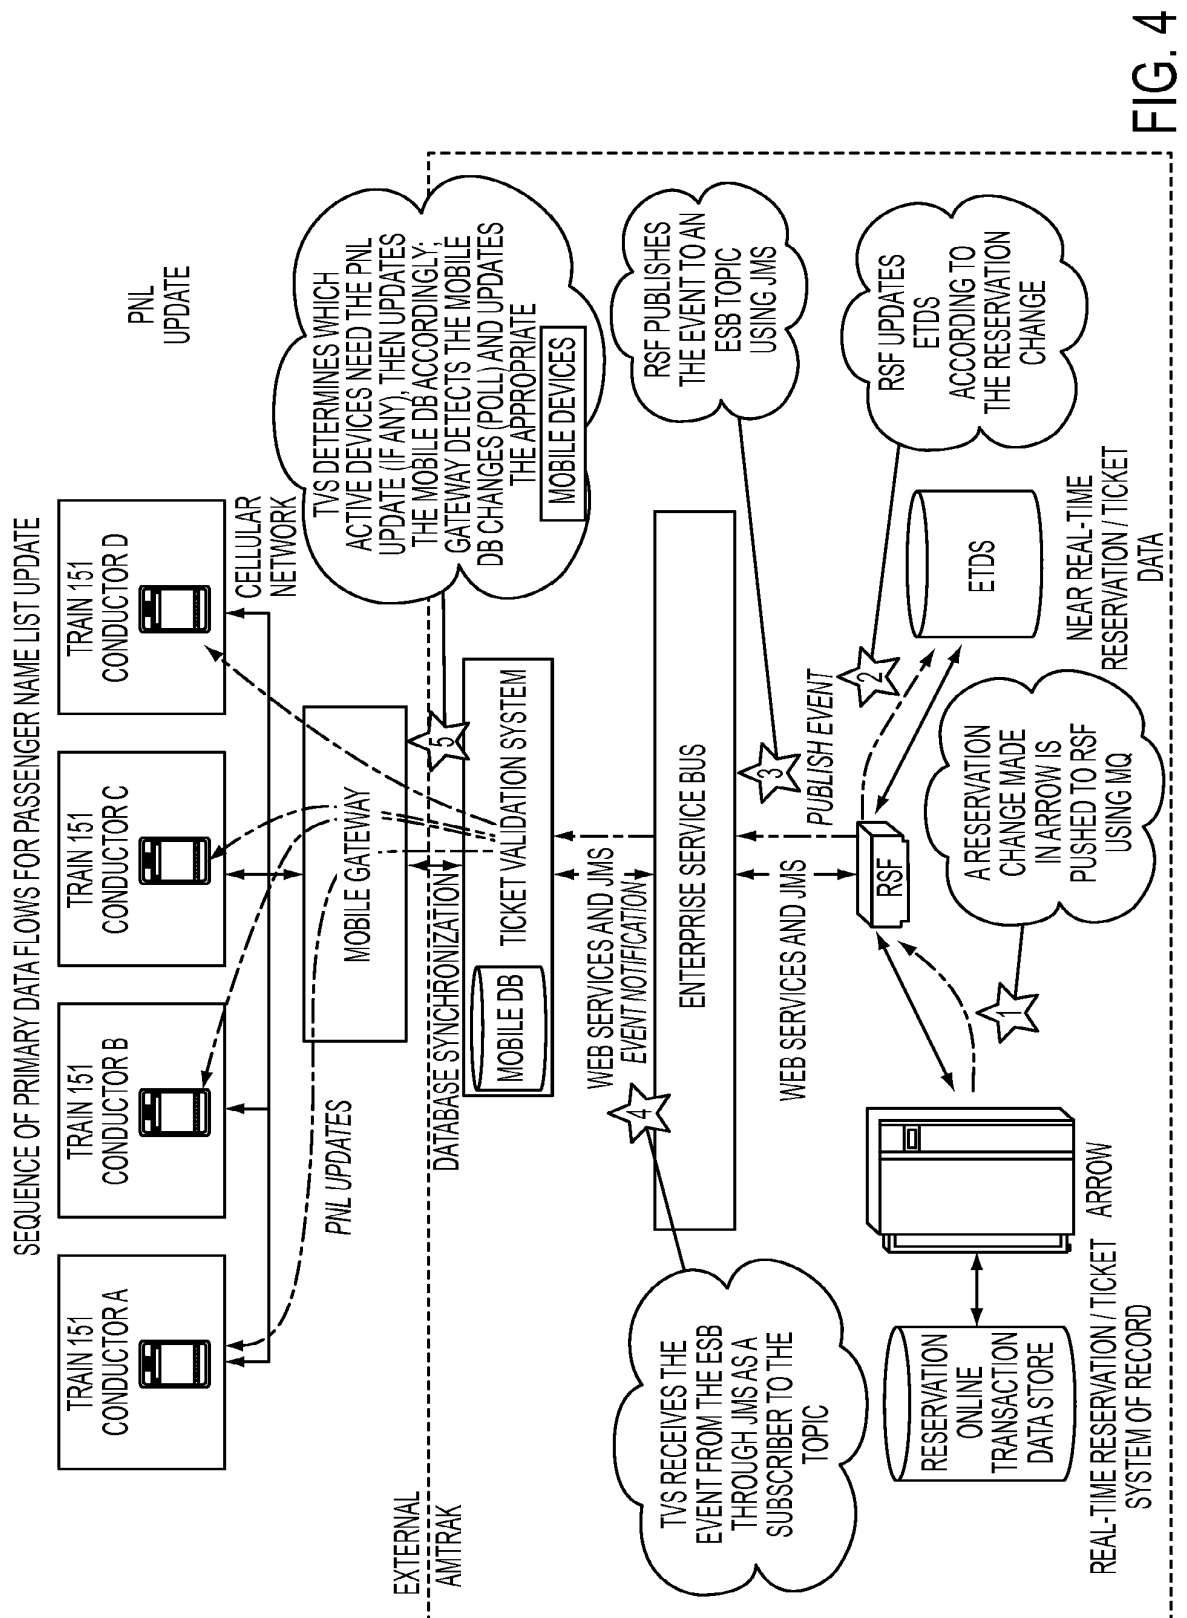 SEQUENCE OF PRIMARY DATA FLOWS FOR PASSENGER NAME LIST UPDATE
TRAIN 151
CONDUCTOR A
TRAIN 151
CONDUCTOR B
TRAIN 151
CONDUCTOR C
TRAIN 151
CONDUCTOR D
PNL
UPDATE
CELLULAR
NETWORK
PNL UPDATES
MOBILE GATEWAY
TVS DETERMINES WHICH
ACTIVE DEVICES NEED THE PNL
UPDATE (IF ANY), THEN UPDATES
THE MOBILE DB ACCORDINGLY;
GATEWAY DETECTS THE MOBILE
DB CHANGES (POLL) AND UPDATES
THE APPROPRIATE
MOBILE DEVICES
EXTERNAL
AMTRAK
DATABASE SYNCHRONIZATION
5
MOBILE DB
TICKET VALIDATION SYSTEM
WEB SERVICES AND JMS
EVENT NOTIFICATION
4
TVS RECEIVES THE
EVENT FROM THE ESB
THROUGH JMS AS A
SUBSCRIBER TO THE
TOPIC
ENTERPRISE SERVICE BUS
RSF PUBLISHES
THE EVENT TO AN
ESB TOPIC
USING JMS
3
WEB SERVICES AND JMS
PUBLISH EVENT
2
RSF UPDATES
ETDS
ACCORDING TO
THE RESERVATION
CHANGE
RSF
ETDS
NEAR REAL-TIME
RESERVATION / TICKET
DATA
1
A RESERVATION
CHANGE MADE
IN ARROW IS
PUSHED TO RSF
USING MQ
RESERVATION
ONLINE
TRANSACTION
DATA STORE
REAL-TIME RESERVATION / TICKET
SYSTEM OF RECORD
ARROW
FIG. 4